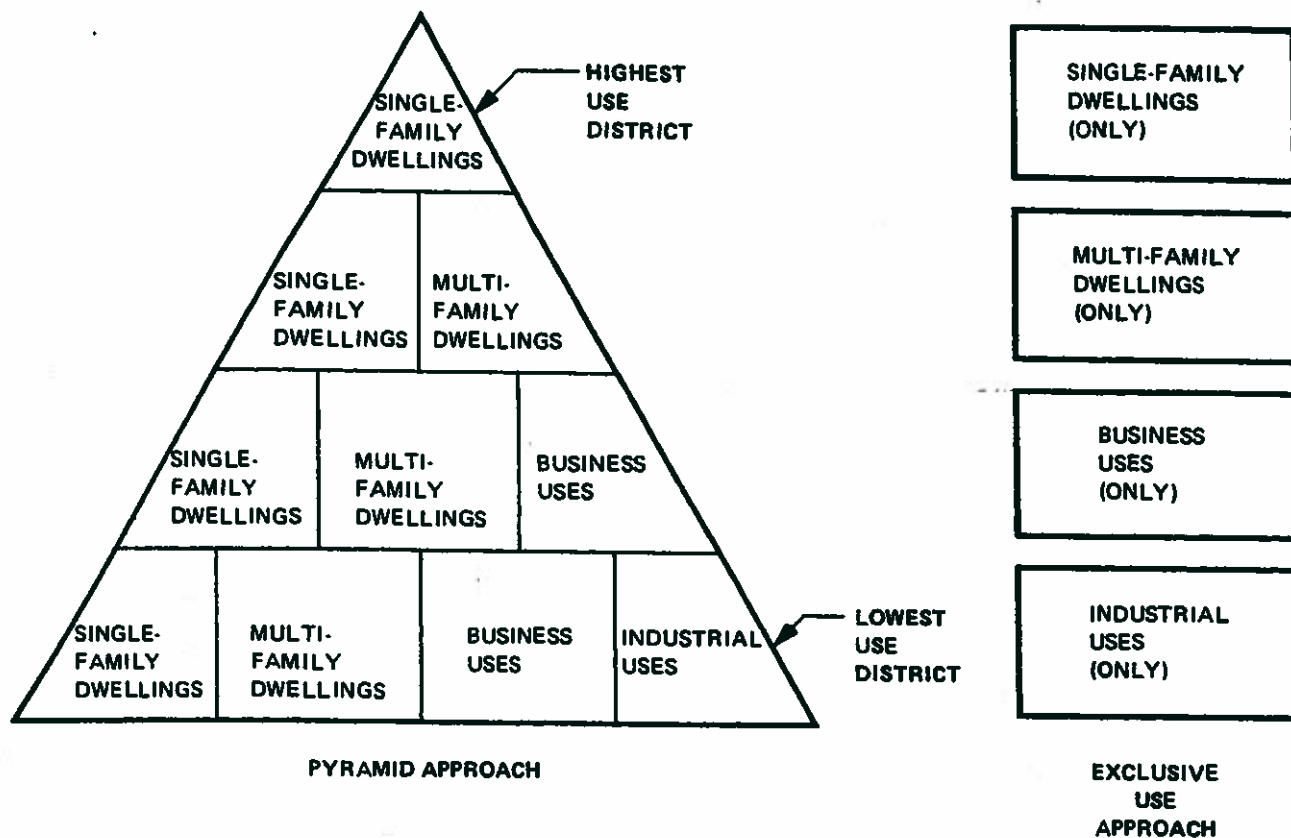 SINGLE-
FAMILY
DWELLINGS
HIGHEST
USE
DISTRICT
SINGLE-
FAMILY
DWELLINGS
MULTI-
FAMILY
DWELLINGS
SINGLE-
FAMILY
DWELLINGS
MULTI-
FAMILY
DWELLINGS
BUSINESS
USES
SINGLE-
FAMILY
DWELLINGS
MULTI-
FAMILY
DWELLINGS
BUSINESS
USES
INDUSTRIAL
USES
LOWEST
USE
DISTRICT
PYRAMID APPROACH
SINGLE-FAMILY
DWELLINGS
(ONLY)
MULTI-FAMILY
DWELLINGS
(ONLY)
BUSINESS
USES
(ONLY)
INDUSTRIAL
USES
(ONLY)
EXCLUSIVE
USE
APPROACH